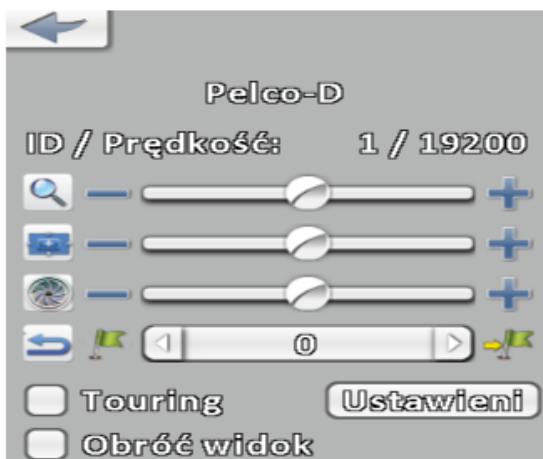 Pelco-D
ID / Prędkość: 1 / 19200
0
Touring Ustawieni
Obróć widok